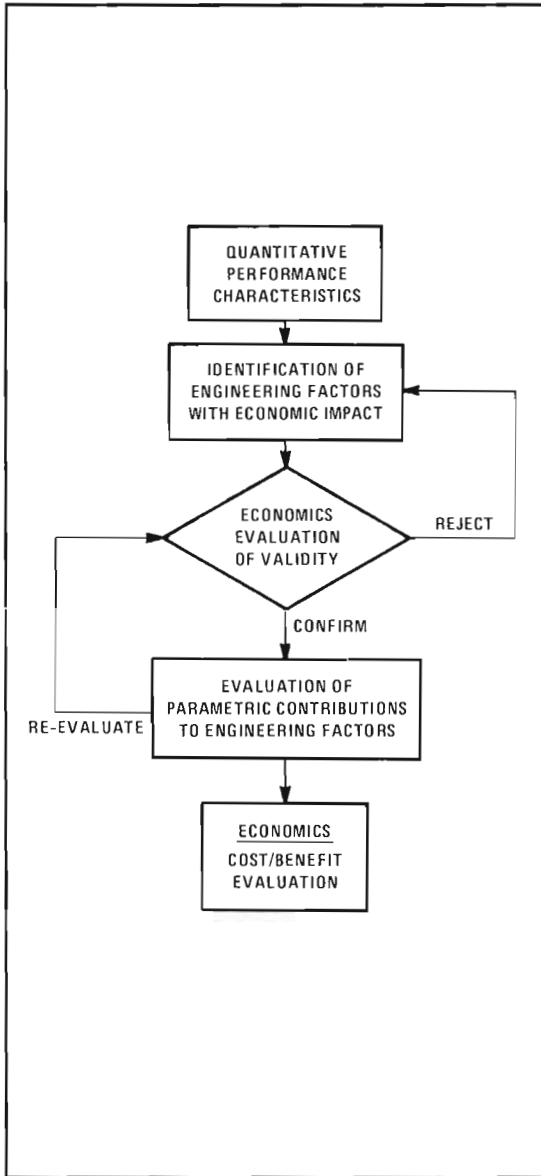 QUANTITATIVE
PERFORMANCE
CHARACTERISTICS
IDENTIFICATION OF
ENGINEERING FACTORS
WITH ECONOMIC IMPACT
ECONOMICS
EVALUATION
OF VALIDITY
REJECT
CONFIRM
EVALUATION OF
PARAMETRIC CONTRIBUTIONS
TO ENGINEERING FACTORS
RE-EVALUATE
ECONOMICS
COST/BENEFIT
EVALUATION